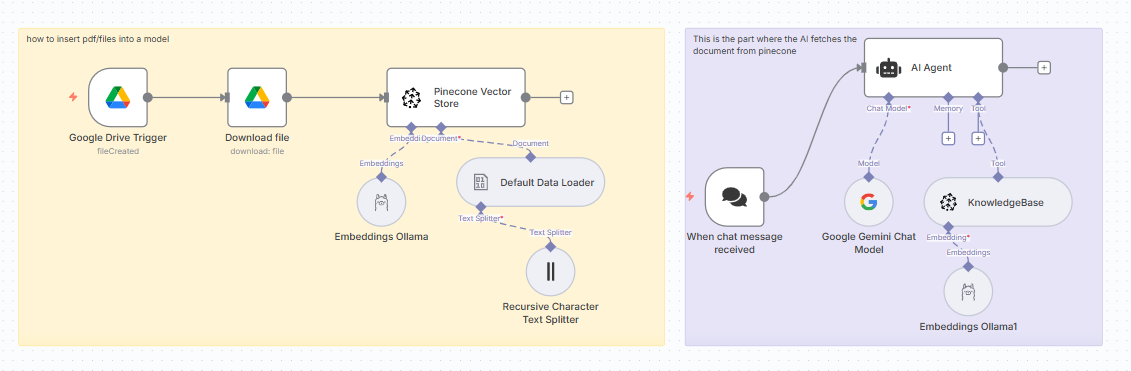 how to insert pdf/files into a model
Google Drive Trigger
fileCreated
Download file
download: file
Pinecone Vector
Store
Embeddi
Document*
Document
Embeddings
Embeddings Ollama
Default Data Loader
Text Splitter*
Text Splitter
Recursive Character
Text Splitter
This is the part where the AI fetches the
document from pinecone
AI Agent
Chat Model*
Memory
Tool
When chat message
received
Model
Google Gemini Chat
Model
Tool
KnowledgeBase
Embedding*
Embeddings
Embeddings Ollama1